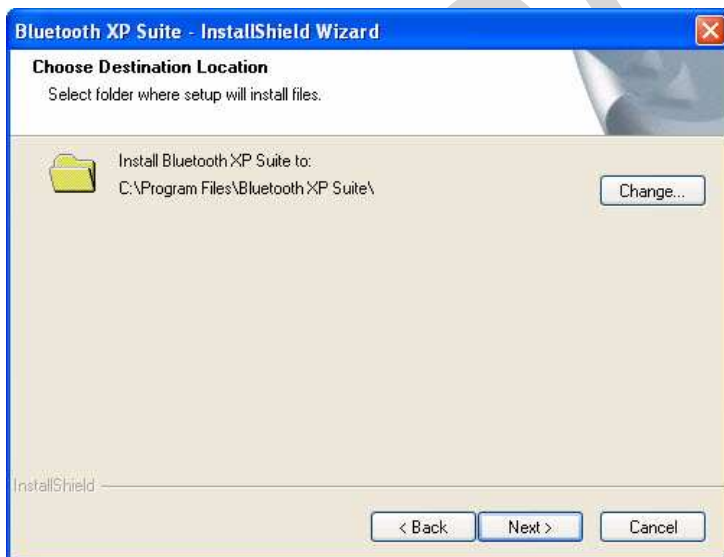 Bluetooth XP Suite - InstallShield Wizard
Choose Destination Location
Select folder where setup will install files.
Install Bluetooth XP Suite to:
C:\Program Files\Bluetooth XP Suite\
Change...
InstallShield
< Back
Next >
Cancel